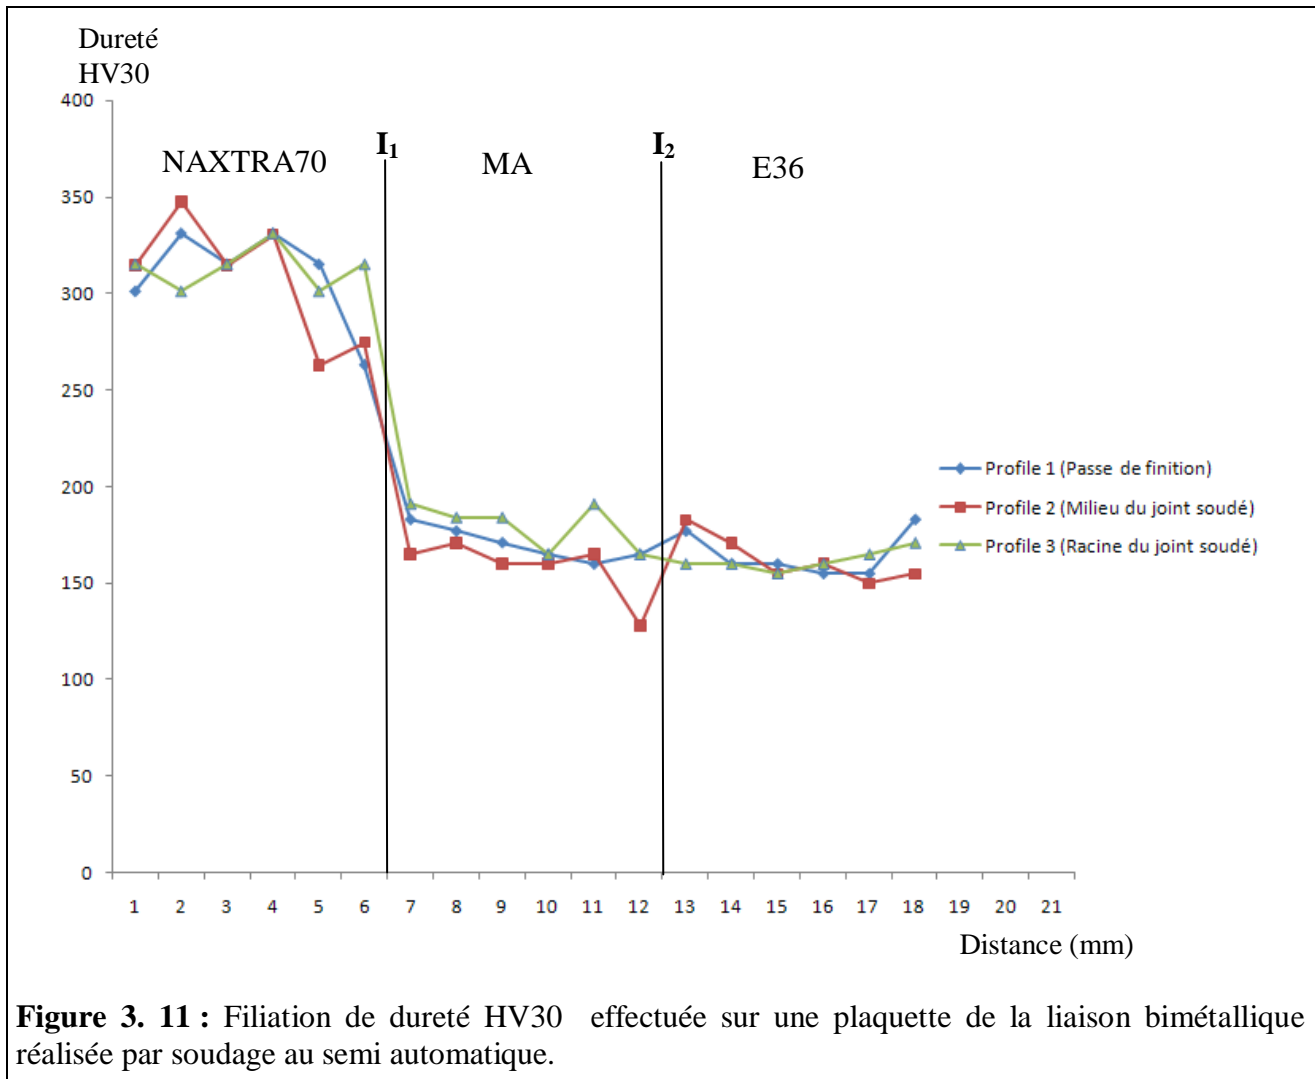 Dureté
HV30
400
350
300
250
200
150
100
50
0
NAXTRA70
I₁
MA
I₂
E36
Profile 1 (Passe de finition)
Profile 2 (Milieu du joint soudé)
Profile 3 (Racine du joint soudé)
1 2 3 4 5 6 7 8 9 10 11 12 13 14 15 16 17 18 19 20 21
Distance (mm)
Figure 3. 11 : Filiation de dureté HV30 effectuée sur une plaquette de la liaison bimétallique
réalisée par soudage au semi automatique.